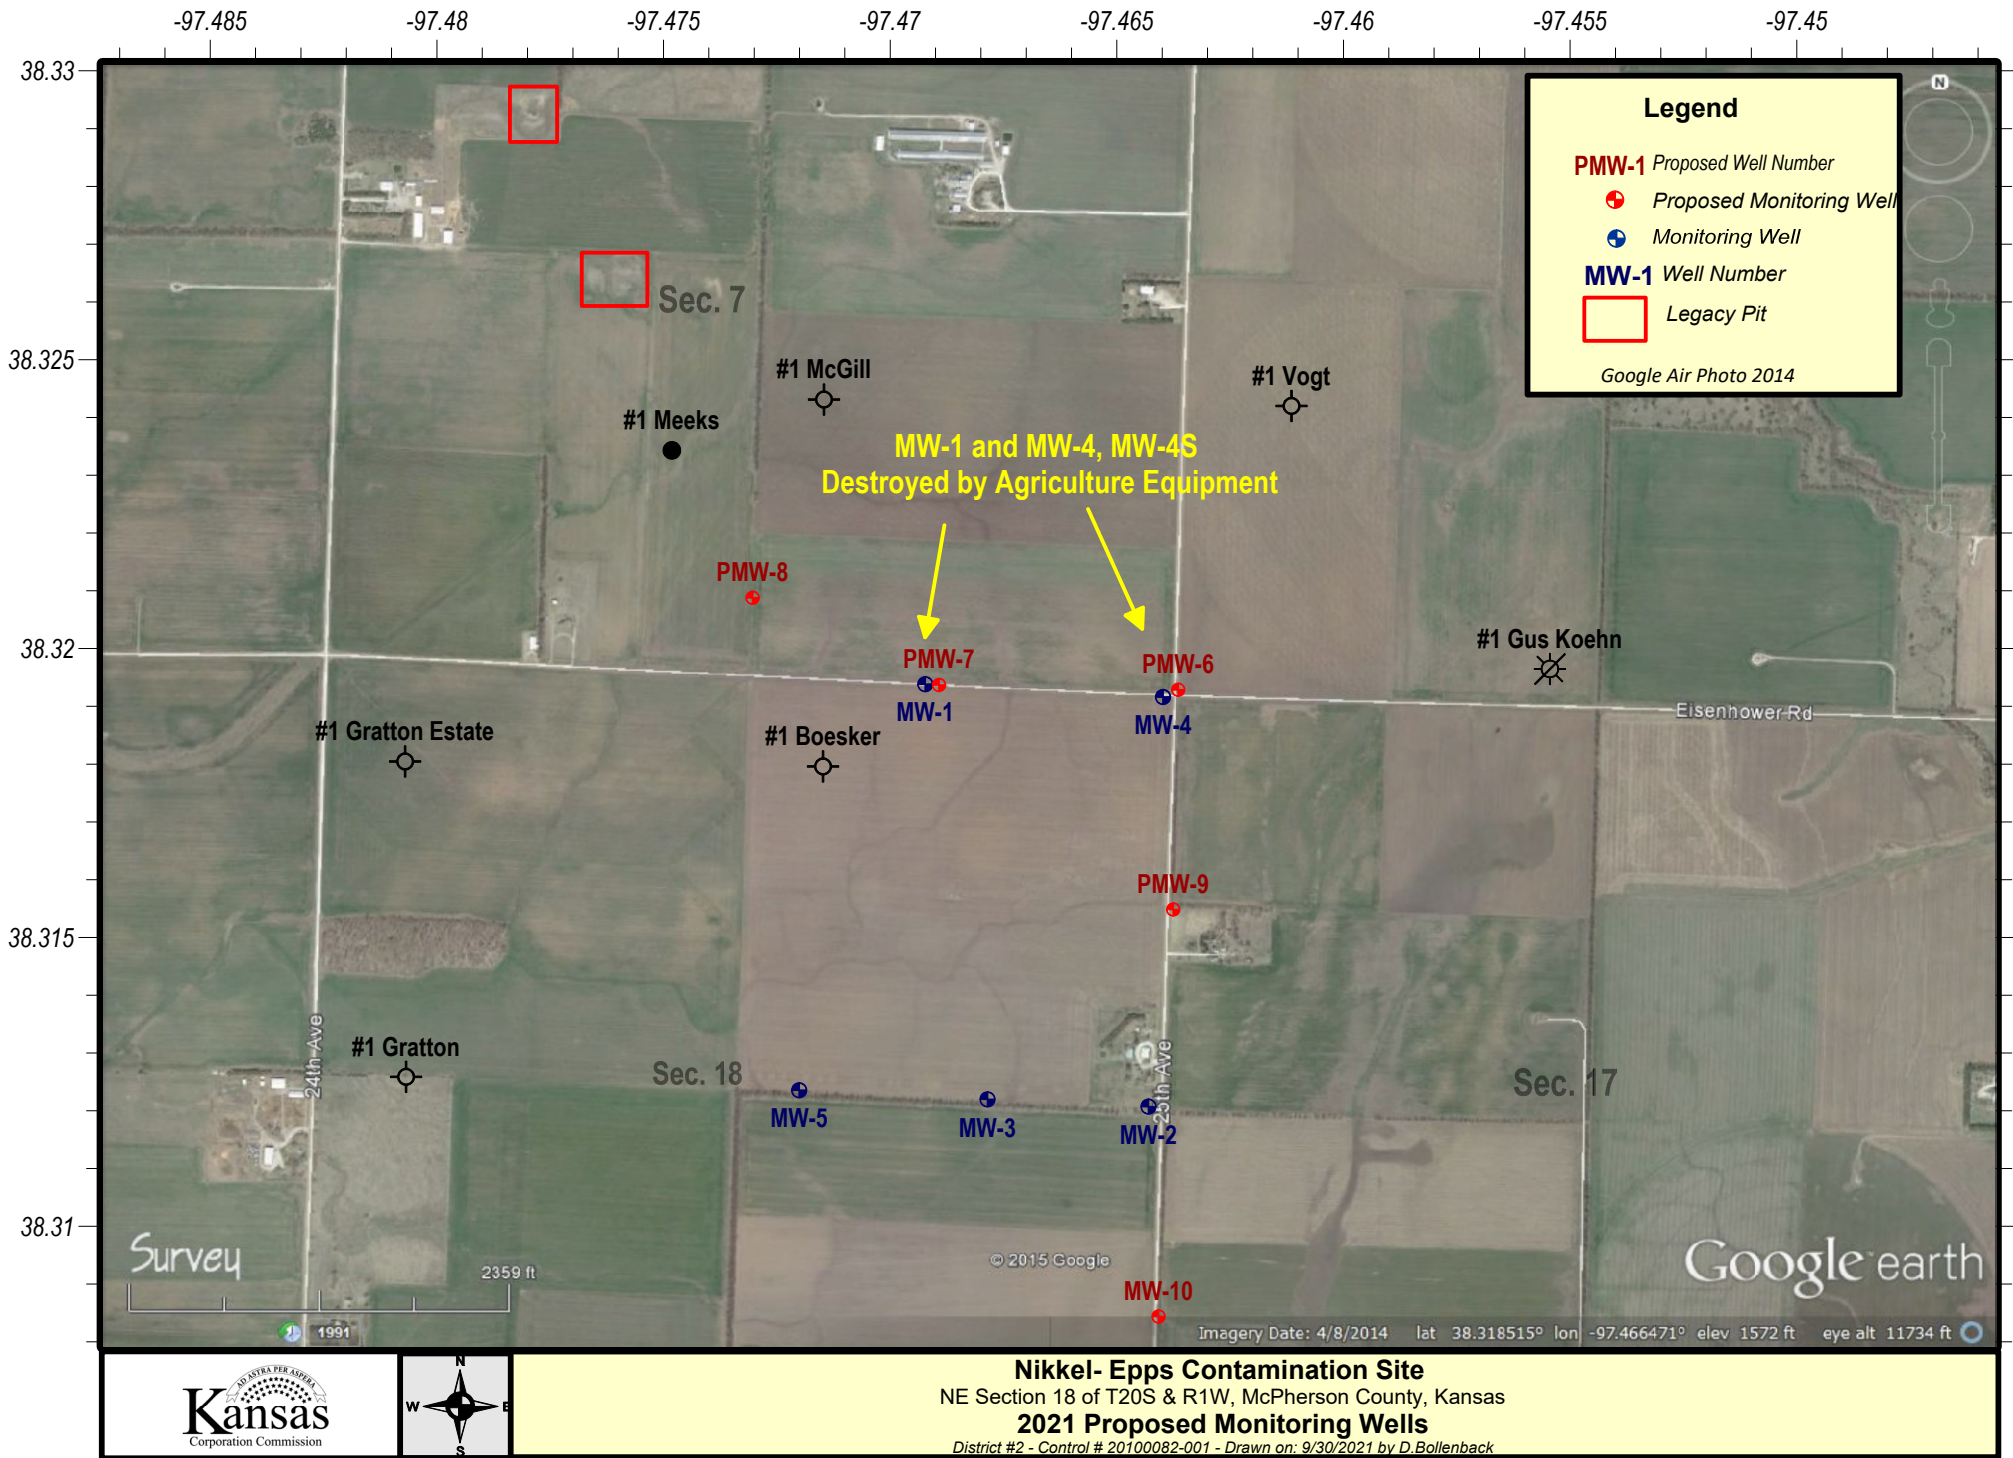 -97.485 -97.48 -97.475 -97.47 -97.465 -97.46 -97.455 -97.45
38.33
38.325
38.32
38.315
38.31
Legend
PMW-1 Proposed Well Number
Proposed Monitoring Well
Monitoring Well
MW-1 Well Number
Legacy Pit
Google Air Photo 2014
N
Sec. 7
#1 McGill
#1 Vogt
#1 Meeks
MW-1 and MW-4, MW-4S
Destroyed by Agriculture Equipment
PMW-8
#1 Gus Koehn
PMW-7
PMW-6
MW-1
MW-4
Eisenhower Rd
#1 Gratton Estate
#1 Boesker
PMW-9
24th Ave
#1 Gratton
Sec. 18
25th Ave
Sec. 17
MW-5
MW-3
MW-2
Survey
2359 ft
© 2015 Google
Google earth
MW-10
1991
Imagery Date: 4/8/2014 lat 38.318515° lon -97.466471° elev 1572 ft eye alt 11734 ft
AD ASTRA PER ASPERA
Kansas
Corporation Commission
N
W E
S
Nikkel- Epps Contamination Site
NE Section 18 of T20S & R1W, McPherson County, Kansas
2021 Proposed Monitoring Wells
District #2 - Control # 20100082-001 - Drawn on: 9/30/2021 by D.Bollenback